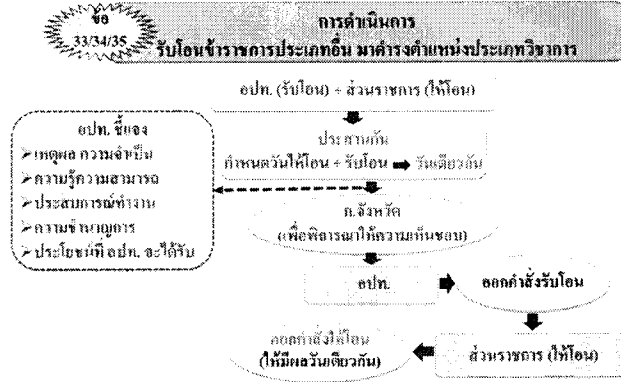 ข้อ
33/34/35
การดำเนินการ
รับโอนข้าราชการประเภทอื่น มาดำรงตำแหน่งประเภทวิชาการ
อปท. (รับโอน) + ส่วนราชการ (ให้โอน)
ประสานกัน
กำหนดวันให้โอน + รับโอน ➡ วันเดียวกัน
อปท. ชี้แจง
➢เหตุผล ความจำเป็น
➢ความรู้ความสามารถ
➢ประสบการณ์ทำงาน
➢ความชำนาญการ
➢ประโยชน์ที่ อปท. จะได้รับ
ก.จังหวัด
(เพื่อพิจารณาให้ความเห็นชอบ)
อปท.
ออกคำสั่งรับโอน
ส่วนราชการ (ให้โอน)
ออกคำสั่งให้โอน
(ให้มีผลวันเดียวกัน)